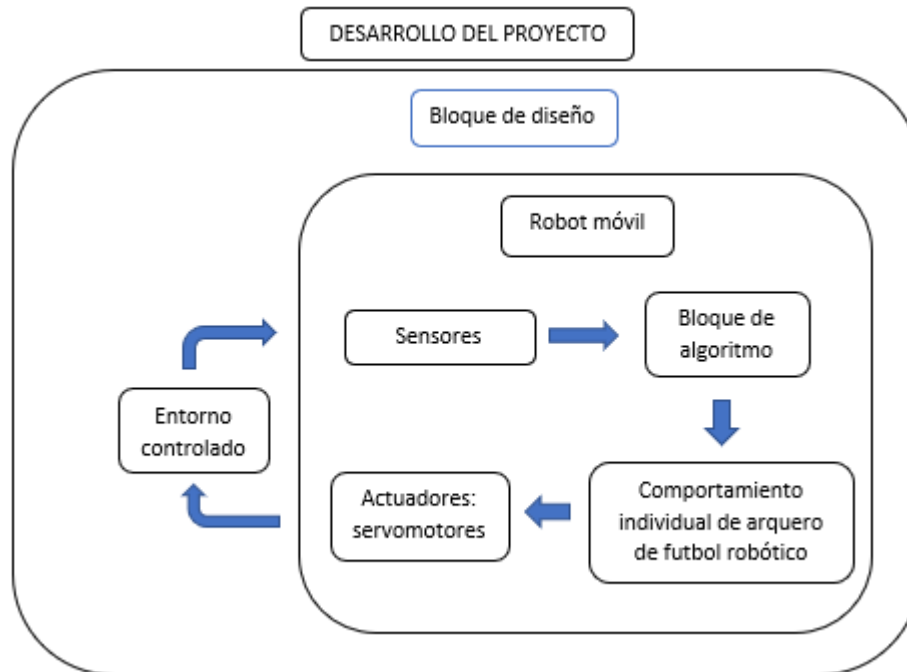 DESARROLLO DEL PROYECTO
Bloque de diseño
Robot móvil
Sensores
Bloque de
algoritmo
Entorno
controlado
Actuadores:
servomotores
Comportamiento
individual de arquero
de futbol robótico